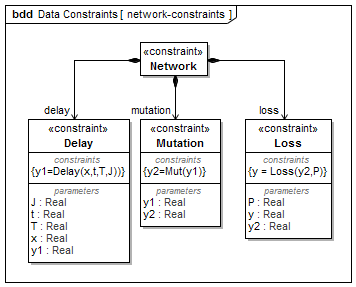 bdd Data Constraints [ network-constraints ]
«constraint»
Network
delay
mutation
loss
«constraint»
Delay
constraints
{y1=Delay(x,t,T,J))}
parameters
J : Real
t : Real
T : Real
x : Real
y1 : Real
«constraint»
Mutation
constraints
{y2=Mut(y1)}
parameters
y1 : Real
y2 : Real
«constraint»
Loss
constraints
{y = Loss(y2,P)}
parameters
P : Real
y : Real
y2 : Real